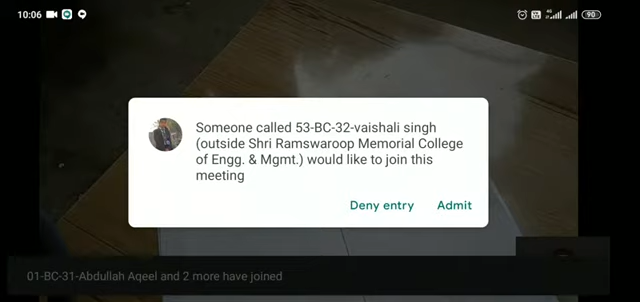 10:06
4G
90
Someone called 53-BC-32-vaishali singh
(outside Shri Ramswaroop Memorial College
of Engg. & Mgmt.) would like to join this
meeting
Deny entry Admit
01-BC-31-Abdullah Aqeel and 2 more have joined